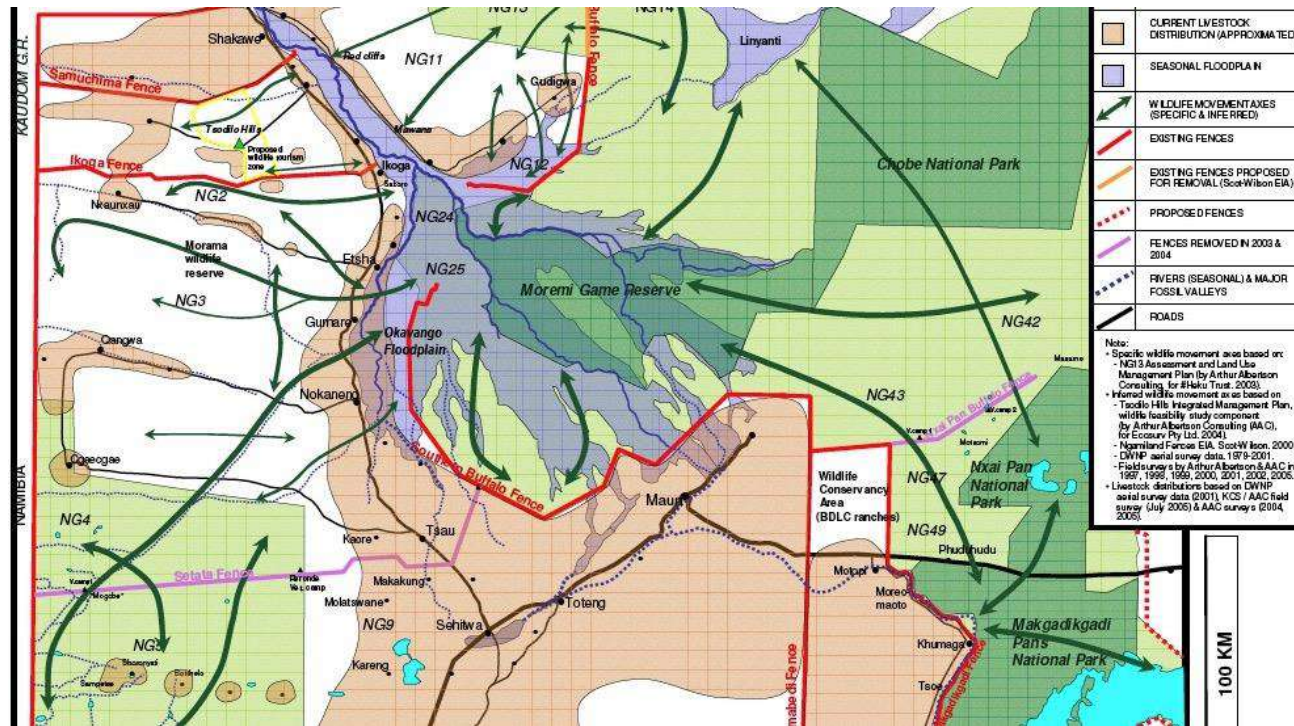 NG13
NG14
Shakawe
Red cliffs
NG11
Linyanti
Buffalo Fence
KAUDOM G.R.
Samuchima Fence
Gudigwa
Tsodilo Hills
Mawana
Chobe National Park
Proposed
wildlife tourism
zone
Ikoga Fence
Ikoga
NG12
NG2
Nxaunxau
NG24
Morama
wildlife
reserve
Etsha
NG25
Moremi Game Reserve
NG3
NG42
Gumare
Okavango
Floodplain
Qangwa
Nokaneng
NG43
Southern Buffalo Fence
Nxai Pan
National
Park
Wildlife
Conservancy
Area
(BDLC ranches)
NG47
NAMIBIA
Maun
NG4
NG49
Tsau
Kaore
Phuduhudu
Setata Fence
Makakung
Motopi
Moreo-
maoto
Molatswane
Toteng
NG5
NG9
Sehitwa
Makgadikgadi
Pans
National Park
Khumaga
Kareng
Tsoe
Makgadikgadi Fence
100 KM
CURRENT LIVESTOCK
DISTRIBUTION (APPROXIMATED)
SEASONAL FLOODPLAIN
WILDLIFE MOVEMENT AXES
(SPECIFIC & INFERRED)
EXISTING FENCES
EXISTING FENCES PROPOSED
FOR REMOVAL (Scot-Wilson EIA)
PROPOSED FENCES
FENCES REMOVED IN 2003 &
2004
RIVERS (SEASONAL) & MAJOR
FOSSIL VALLEYS
ROADS
Note:
• Specific wildlife movement axes based on:
- NG13 Assessment and Land Use
Management Plan (by Arthur Albertson
Consulting, for #Heku Trust, 2003).
• Inferred wildlife movement axes based on
- Tsodilo Hills Integrated Management Plan,
wildlife feasibility study component
(by Arthur Albertson Consulting (AAC),
for Ecosurv Pty Ltd. 2004).
- Ngamiland Fences EIA. Scot-Wilson. 2000
- DWNP aerial survey data. 1979-2001.
- Field surveys by Arthur Albertson & AAC in
1997, 1998, 1999, 2000, 2001, 2002, 2005.
• Livestock distributions based on DWNP
aerial survey data (2001), KCS / AAC field
survey (July 2005) & AAC surveys (2004,
2005).